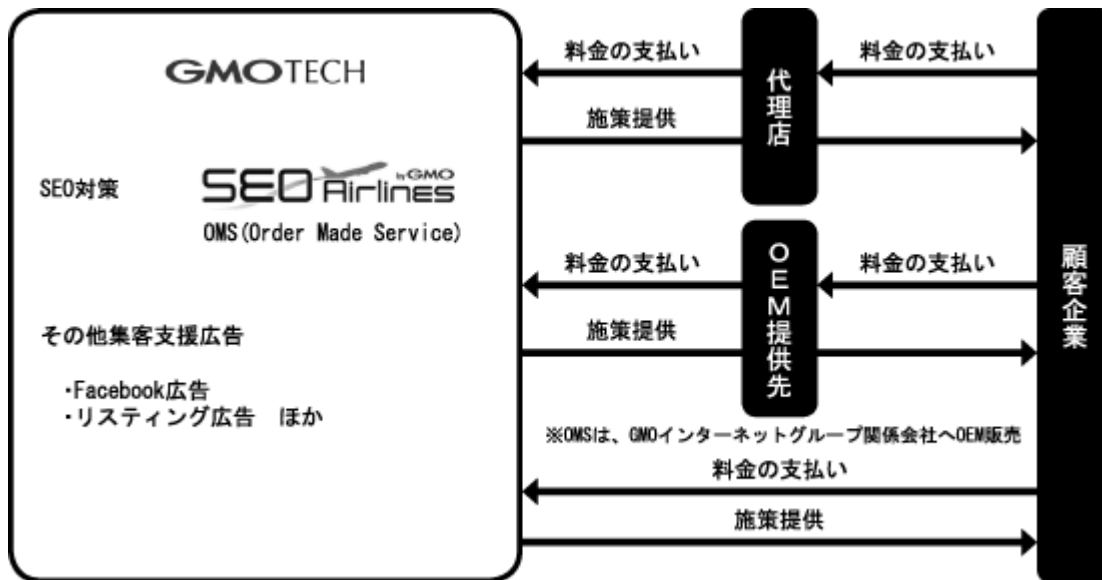 GMOTECH
SEO対策
SEO Airlines by GMO
OMS(Order Made Service)
その他集客支援広告
・Facebook広告
・リスティング広告 ほか
料金の支払い
料金の支払い
施策提供
代理店
料金の支払い
料金の支払い
施策提供
OEM提供先
※OMSは、GMOインターネットグループ関係会社へOEM販売
料金の支払い
施策提供
顧客企業